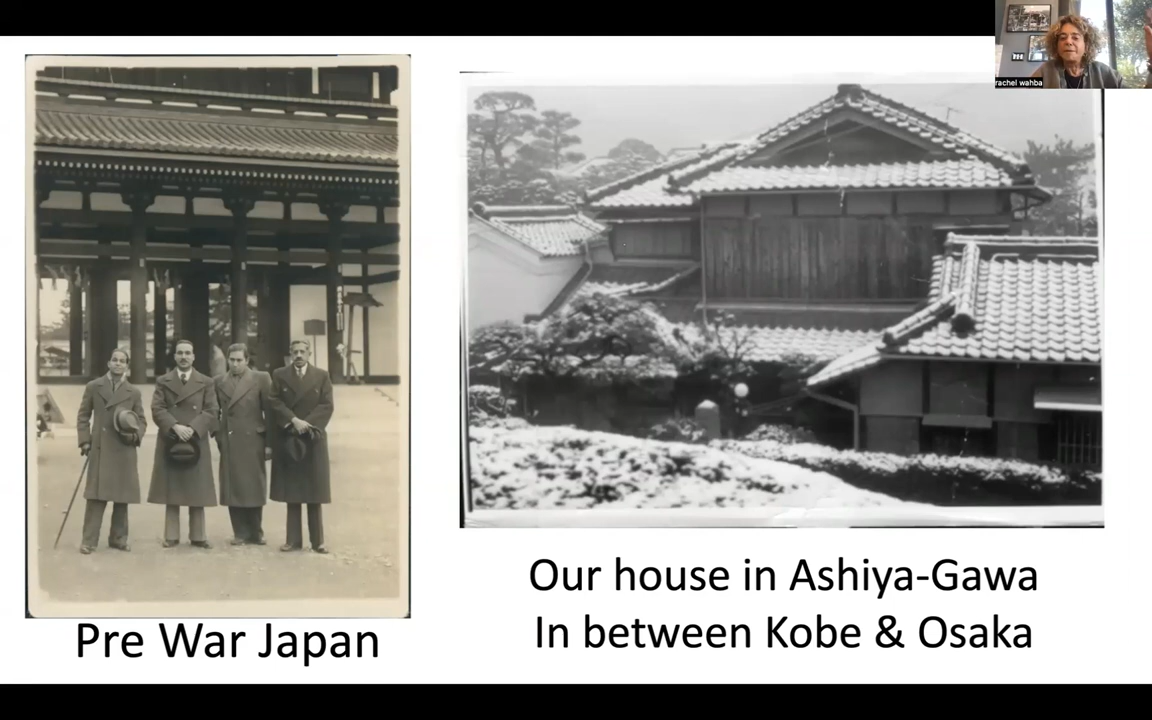 rachel wahba
Pre War Japan
Our house in Ashiya-Gawa
In between Kobe & Osaka